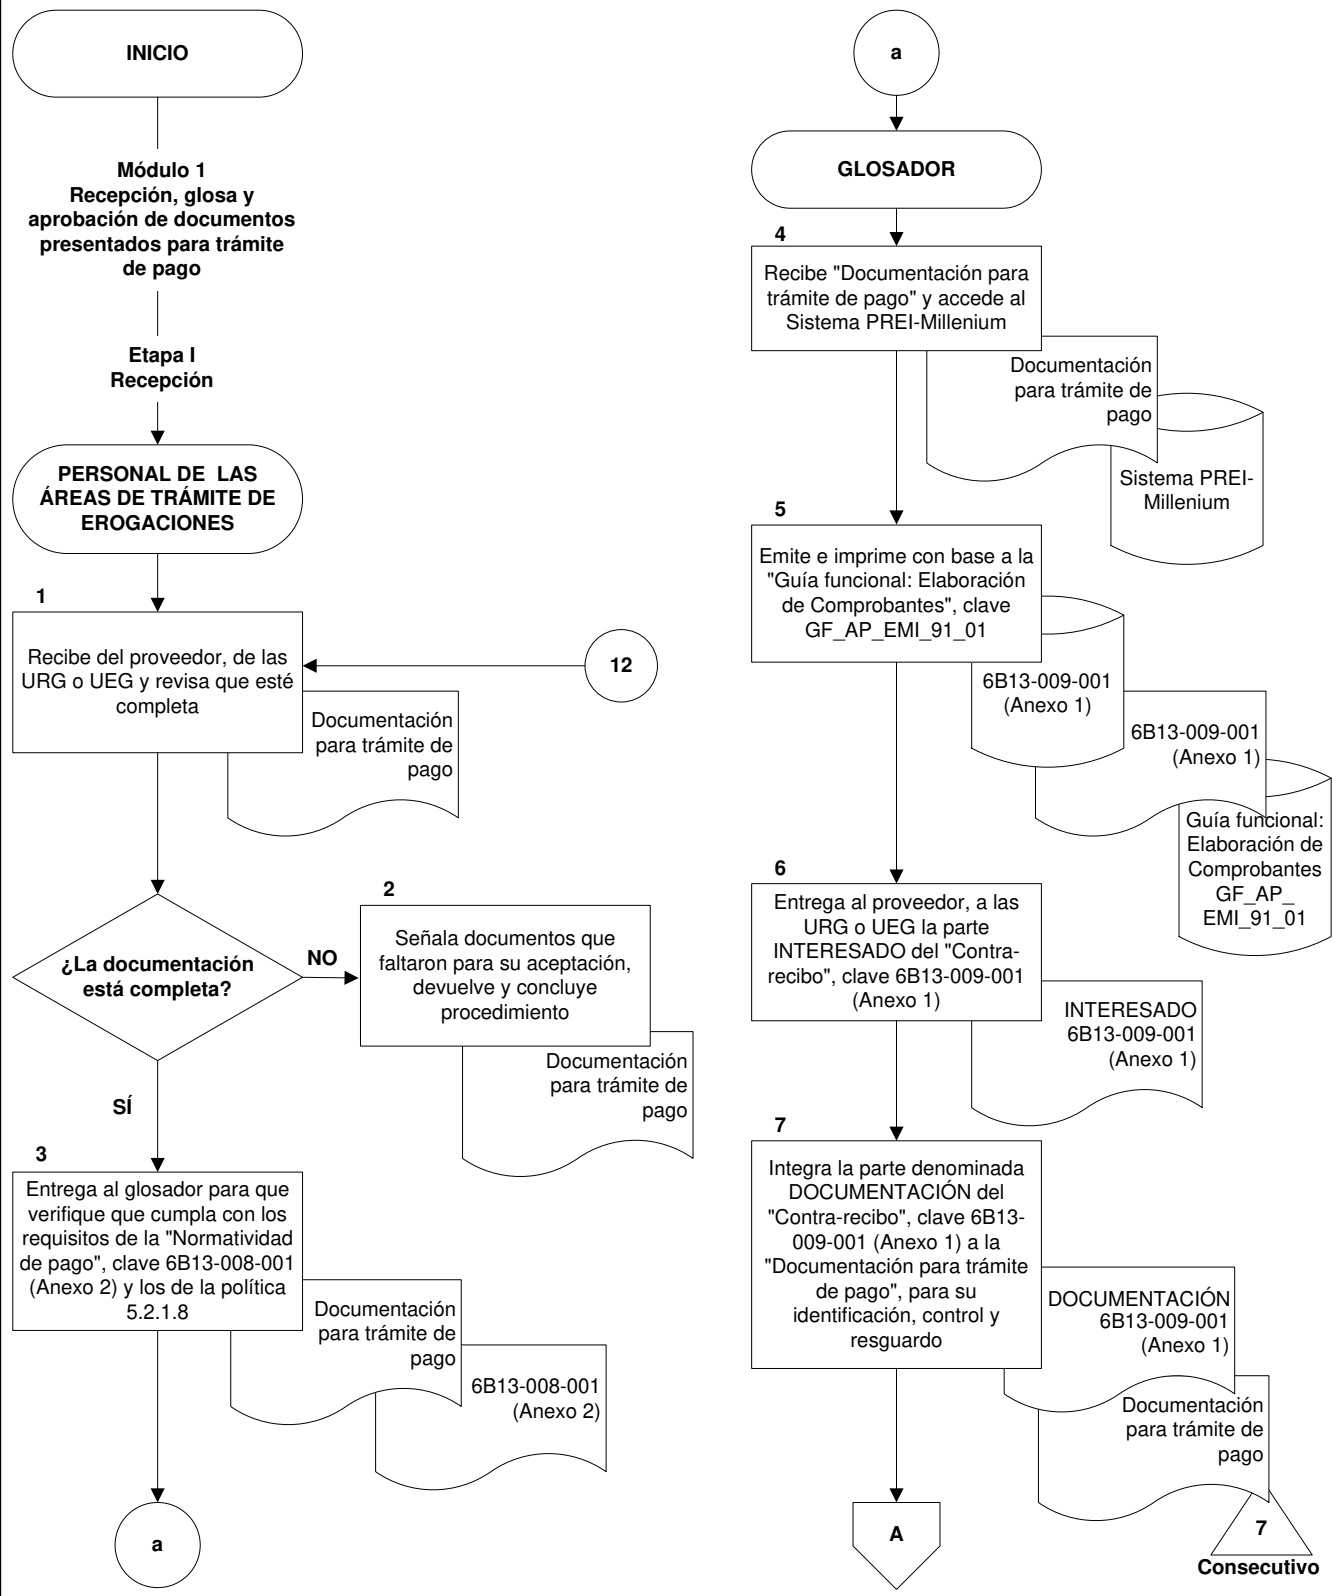 INICIO
Módulo 1
Recepción, glosa y
aprobación de documentos
presentados para trámite
de pago
Etapa I
Recepción
PERSONAL DE LAS
ÁREAS DE TRÁMITE DE
EROGACIONES
1
Recibe del proveedor, de las
URG o UEG y revisa que esté
completa
12
Documentación
para trámite de
pago
¿La documentación
está completa?
NO
2
Señala documentos que
faltaron para su aceptación,
devuelve y concluye
procedimiento
Documentación
para trámite de
pago
SÍ
3
Entrega al glosador para que
verifique que cumpla con los
requisitos de la "Normatividad
de pago", clave 6B13-008-001
(Anexo 2) y los de la política
5.2.1.8
Documentación
para trámite de
pago
6B13-008-001
(Anexo 2)
a
a
GLOSADOR
4
Recibe "Documentación para
trámite de pago" y accede al
Sistema PREI-Millenium
Documentación
para trámite de
pago
Sistema PREI-
Millenium
5
Emite e imprime con base a la
"Guía funcional: Elaboración
de Comprobantes", clave
GF_AP_EMI_91_01
6B13-009-001
(Anexo 1)
6B13-009-001
(Anexo 1)
Guía funcional:
Elaboración de
Comprobantes
GF_AP_
EMI_91_01
6
Entrega al proveedor, a las
URG o UEG la parte
INTERESADO del "Contra-
recibo", clave 6B13-009-001
(Anexo 1)
INTERESADO
6B13-009-001
(Anexo 1)
7
Integra la parte denominada
DOCUMENTACIÓN del
"Contra-recibo", clave 6B13-
009-001 (Anexo 1) a la
"Documentación para trámite
de pago", para su
identificación, control y
resguardo
DOCUMENTACIÓN
6B13-009-001
(Anexo 1)
Documentación
para trámite de
pago
A
7
Consecutivo